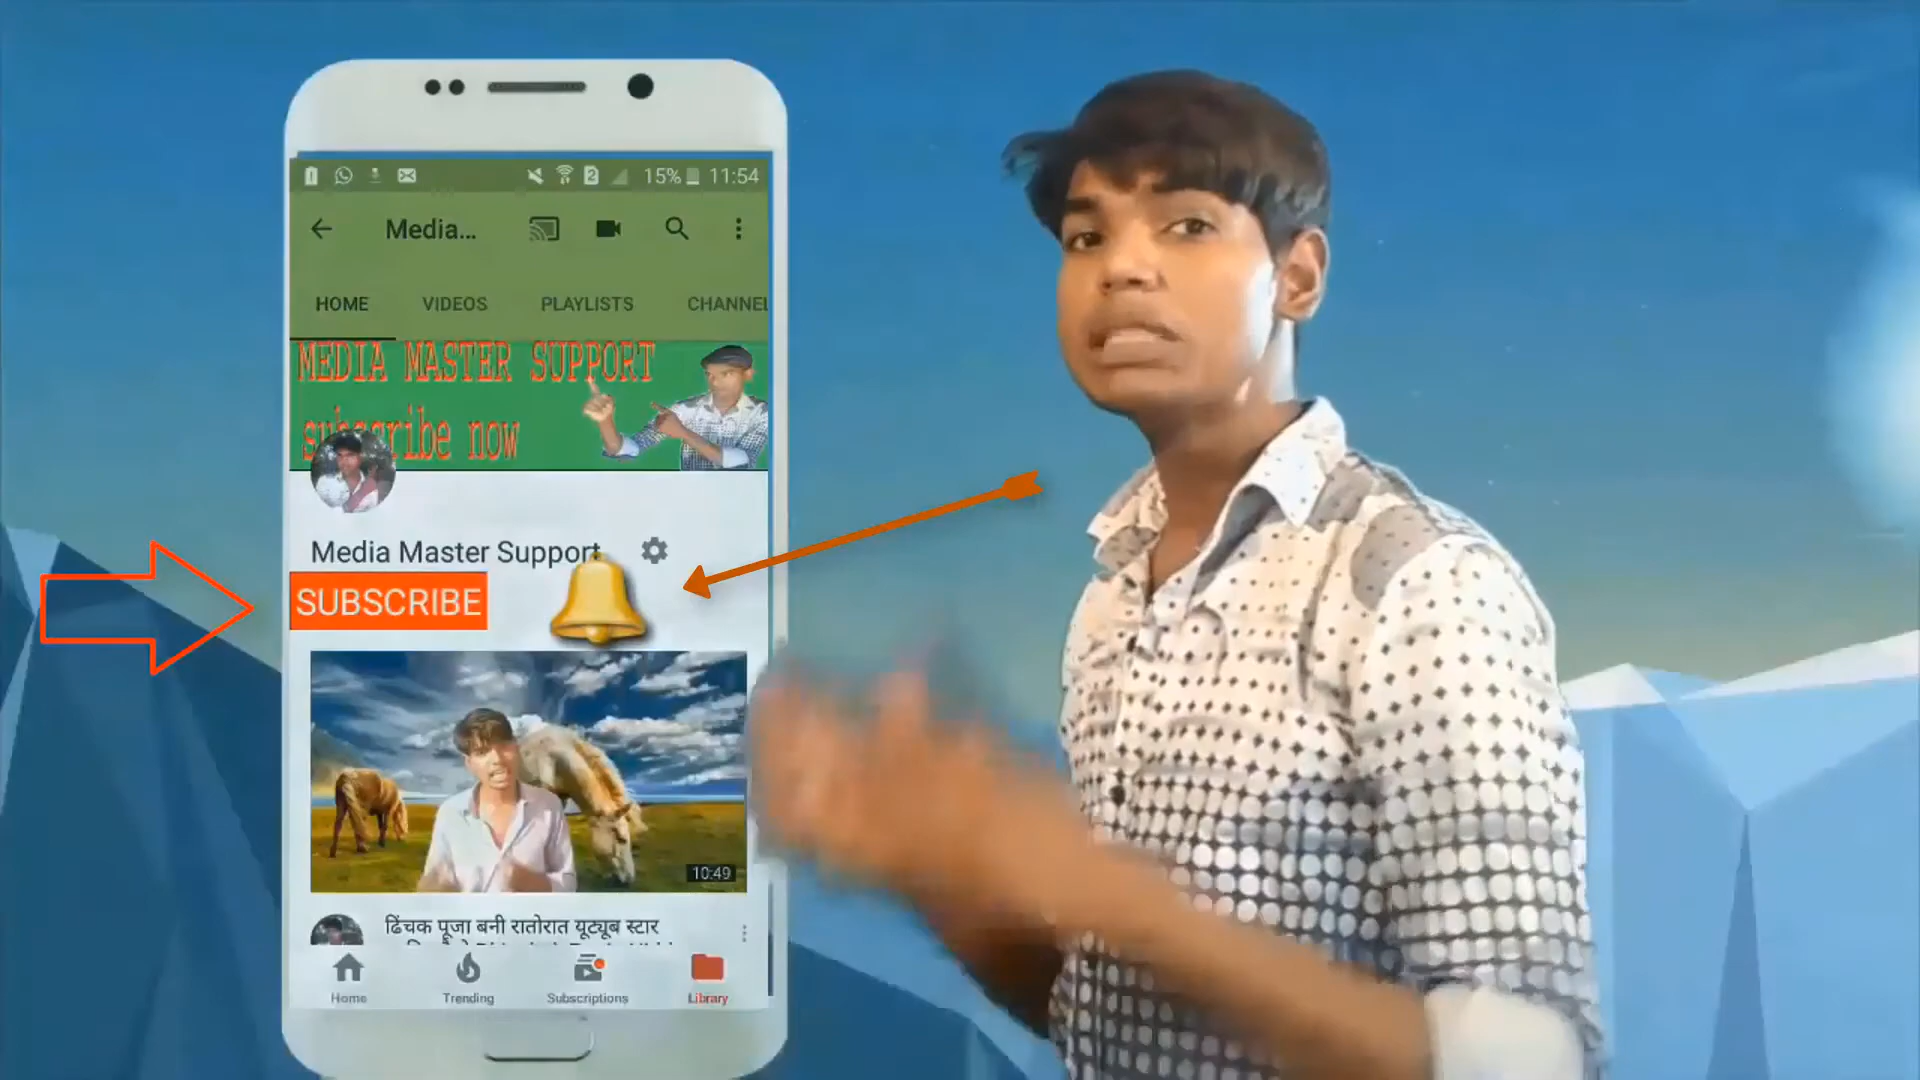 2 15% 11:54
Media...
HOME VIDEOS PLAYLISTS CHANNEL
MEDIA MASTER SUPPORT
subscribe now
Media Master Support
SUBSCRIBE
10:49
ढिंचक पूजा बनी रातोरात यूट्यूब स्टार
Home Trending Subscriptions Library